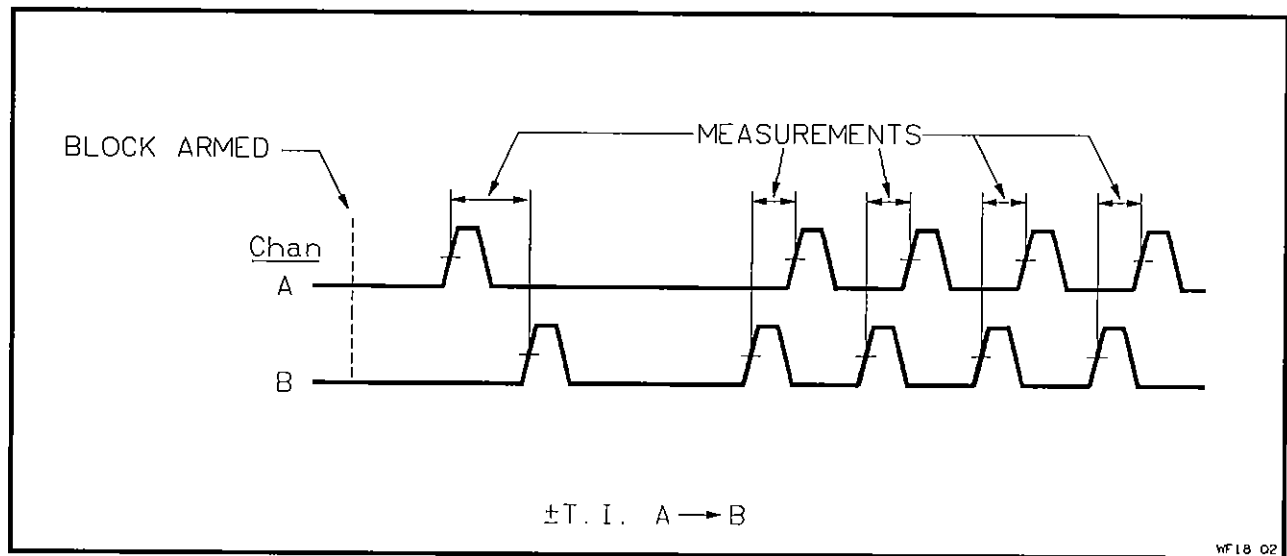 MEASUREMENTS
BLOCK ARMED
Chan
A
B
±T.I. A → B
WF18 02